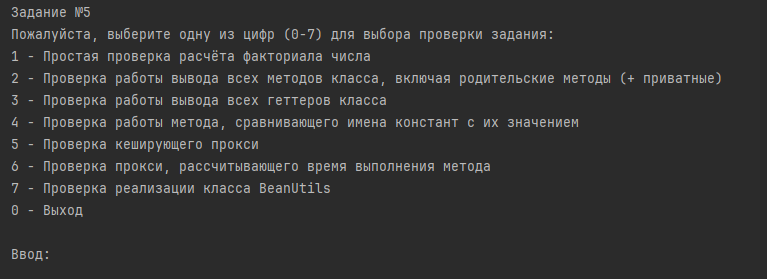 Задание №5
Пожалуйста, выберите одну из цифр (0-7) для выбора проверки задания:
1 - Простая проверка расчёта факториала числа
2 - Проверка работы вывода всех методов класса, включая родительские методы (+ приватные)
3 - Проверка работы вывода всех геттеров класса
4 - Проверка работы метода, сравнивающего имена констант с их значением
5 - Проверка кеширующего прокси
6 - Проверка прокси, рассчитывающего время выполнения метода
7 - Проверка реализации класса BeanUtils
0 - Выход
Ввод: